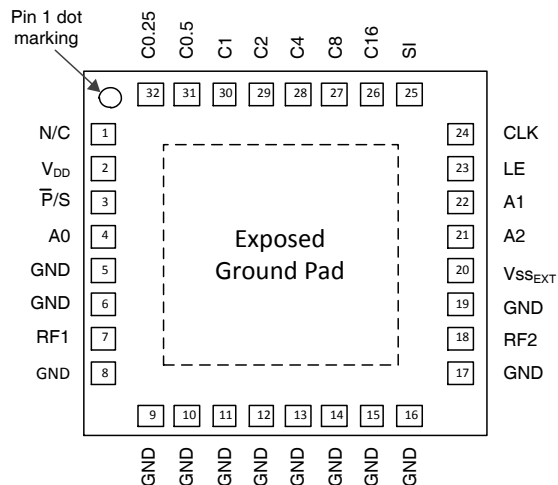 Pin 1 dot
marking
C0.25
C0.5
C1
C2
C4
C8
C16
SI
32 31 30 29 28 27 26 25
N/C 1
VDD 2
P̅/S 3
A0 4
GND 5
GND 6
RF1 7
GND 8
Exposed
Ground Pad
24 CLK
23 LE
22 A1
21 A2
20 VSSEXT
19 GND
18 RF2
17 GND
9 10 11 12 13 14 15 16
GND
GND
GND
GND
GND
GND
GND
GND